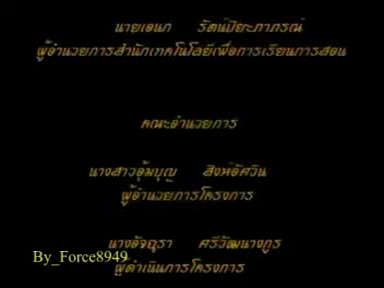 นายเอนก รัตน์ปิยะภาภรณ์
ผู้อำนวยการสำนักเทคโนโลยีเพื่อการเรียนการสอน
คณะอำนวยการ
นางสาวอุ้มบุญ สิงห์อัศวิน
ผู้อำนวยการโครงการ
นางอัจฉรา ศรีวัฒนางกูร
ผู้ดำเนินการโครงการ
By_Force8949